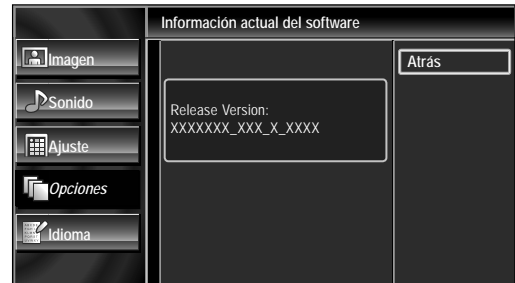 Información actual del software
Imagen
Sonido
Ajuste
Opciones
Idioma
Release Version:
XXXXXXX_XXX_X_XXXX
Atrás